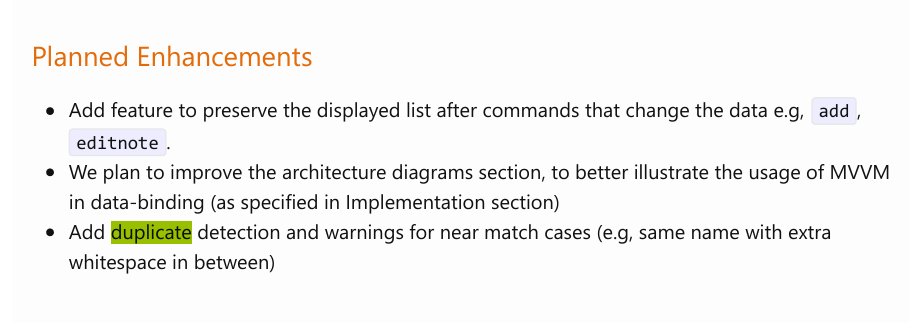 Planned Enhancements
• Add feature to preserve the displayed list after commands that change the data e.g, add,
editnote.
• We plan to improve the architecture diagrams section, to better illustrate the usage of MVVM
in data-binding (as specified in Implementation section)
• Add duplicate detection and warnings for near match cases (e.g, same name with extra
whitespace in between)